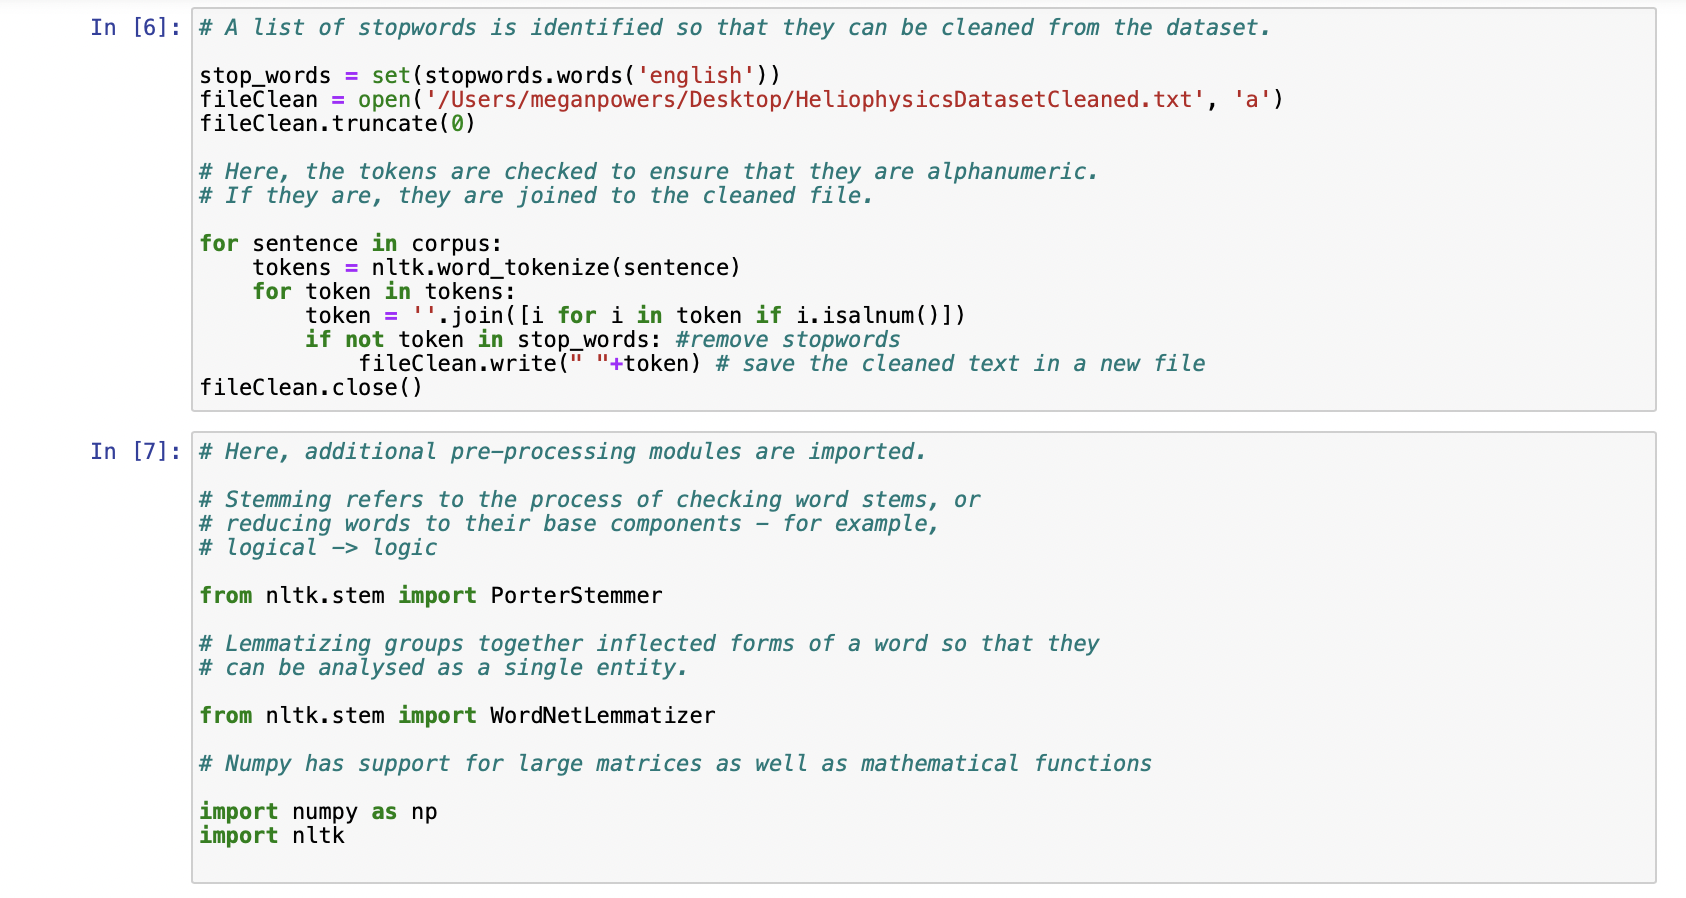 In [6]: # A list of stopwords is identified so that they can be cleaned from the dataset.
stop_words = set(stopwords.words('english'))
fileClean = open('/Users/meganpowers/Desktop/HeliophysicsDatasetCleaned.txt', 'a')
fileClean.truncate(0)
# Here, the tokens are checked to ensure that they are alphanumeric.
# If they are, they are joined to the cleaned file.
for sentence in corpus:
    tokens = nltk.word_tokenize(sentence)
    for token in tokens:
        token = ''.join([i for i in token if i.isalnum()])
        if not token in stop_words: #remove stopwords
            fileClean.write(" "+token) # save the cleaned text in a new file
fileClean.close()
In [7]: # Here, additional pre-processing modules are imported.
# Stemming refers to the process of checking word stems, or
# reducing words to their base components - for example,
# logical -> logic
from nltk.stem import PorterStemmer
# Lemmatizing groups together inflected forms of a word so that they
# can be analysed as a single entity.
from nltk.stem import WordNetLemmatizer
# Numpy has support for large matrices as well as mathematical functions
import numpy as np
import nltk